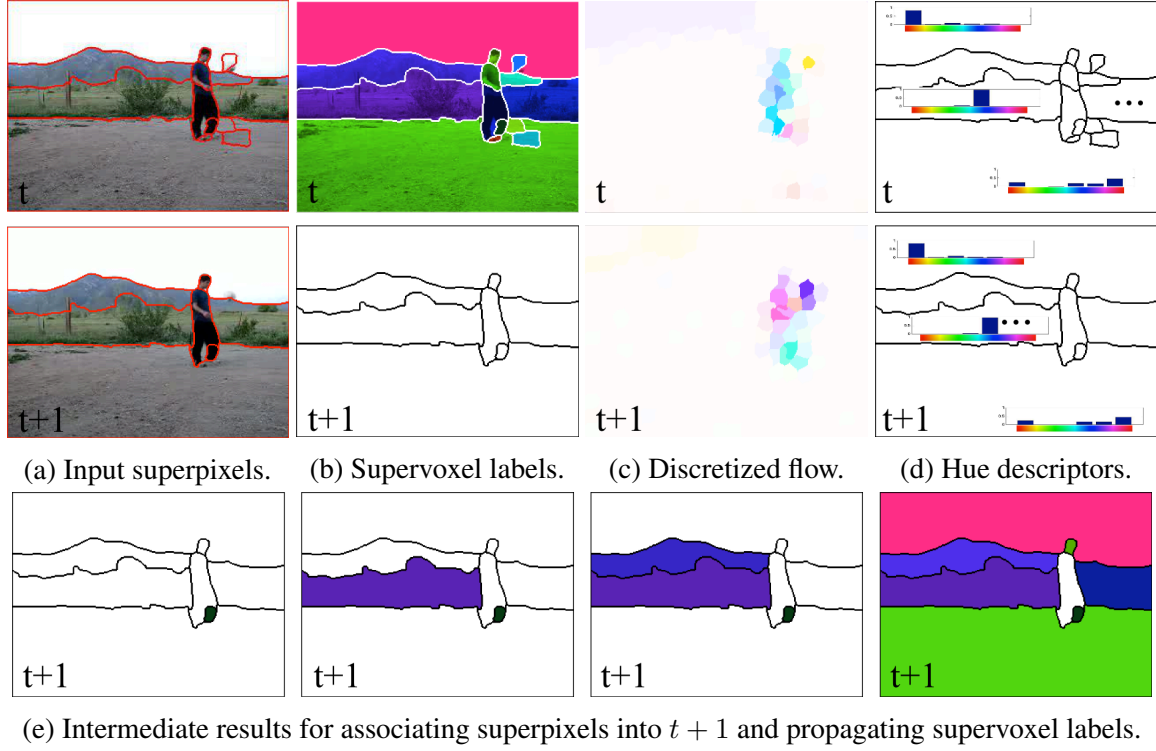 t
t
t
t
t+1
t+1
t+1
t+1
(a) Input superpixels.
(b) Supervoxel labels.
(c) Discretized flow.
(d) Hue descriptors.
t+1
t+1
t+1
t+1
(e) Intermediate results for associating superpixels into t + 1 and propagating supervoxel labels.